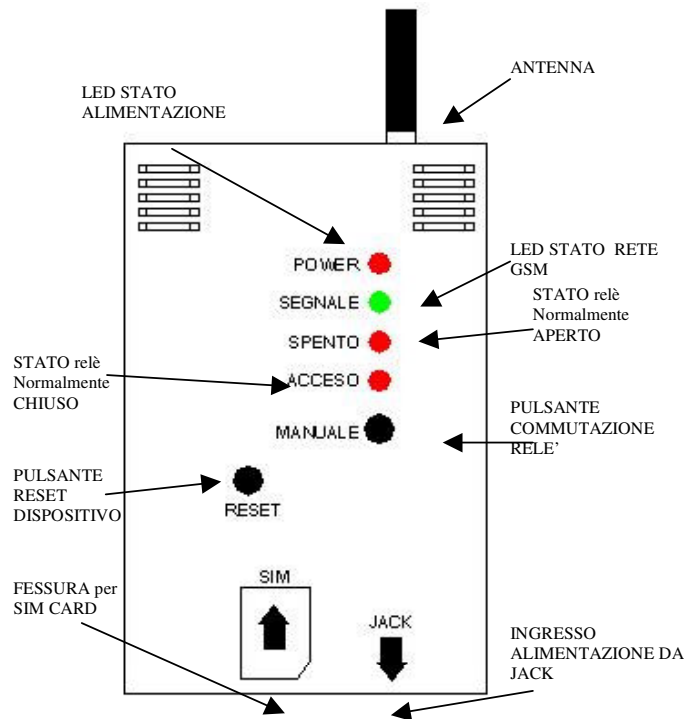 ANTENNA
LED STATO
ALIMENTAZIONE
POWER
LED STATO RETE
GSM
SEGNALE
STATO relè
Normalmente
APERTO
SPENTO
STATO relè
Normalmente
CHIUSO
ACCESO
MANUALE
PULSANTE
COMMUTAZIONE
RELE’
PULSANTE
RESET
DISPOSITIVO
RESET
FESSURA per
SIM CARD
SIM
JACK
INGRESSO
ALIMENTAZIONE DA
JACK